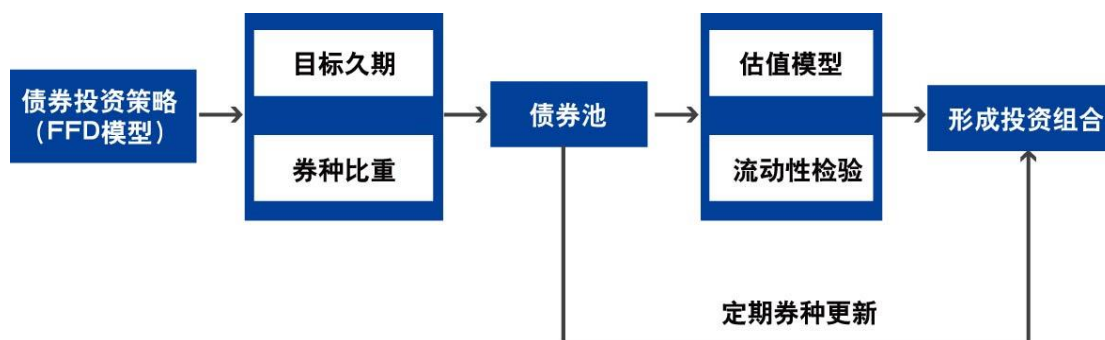 债券投资策略
（FFD模型）
目标久期
券种比重
债券池
估值模型
流动性检验
形成投资组合
定期券种更新